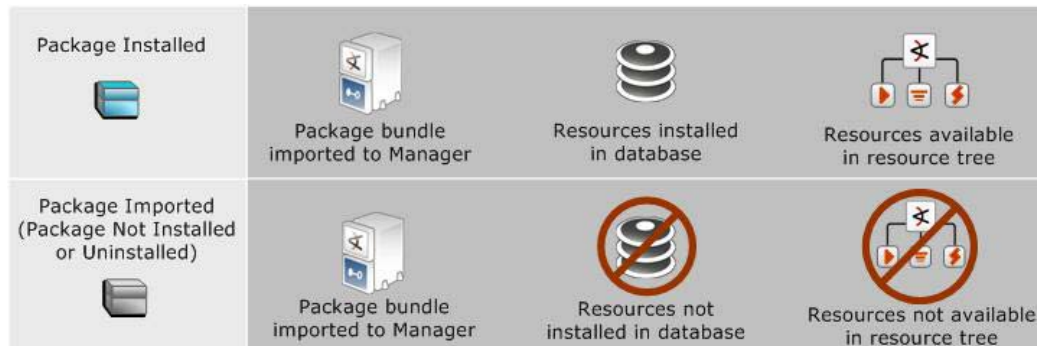 Package Installed
Package bundle
imported to Manager
Resources installed
in database
Resources available
in resource tree
Package Imported
(Package Not Installed
or Uninstalled)
Package bundle
imported to Manager
Resources not
installed in database
Resources not available
in resource tree